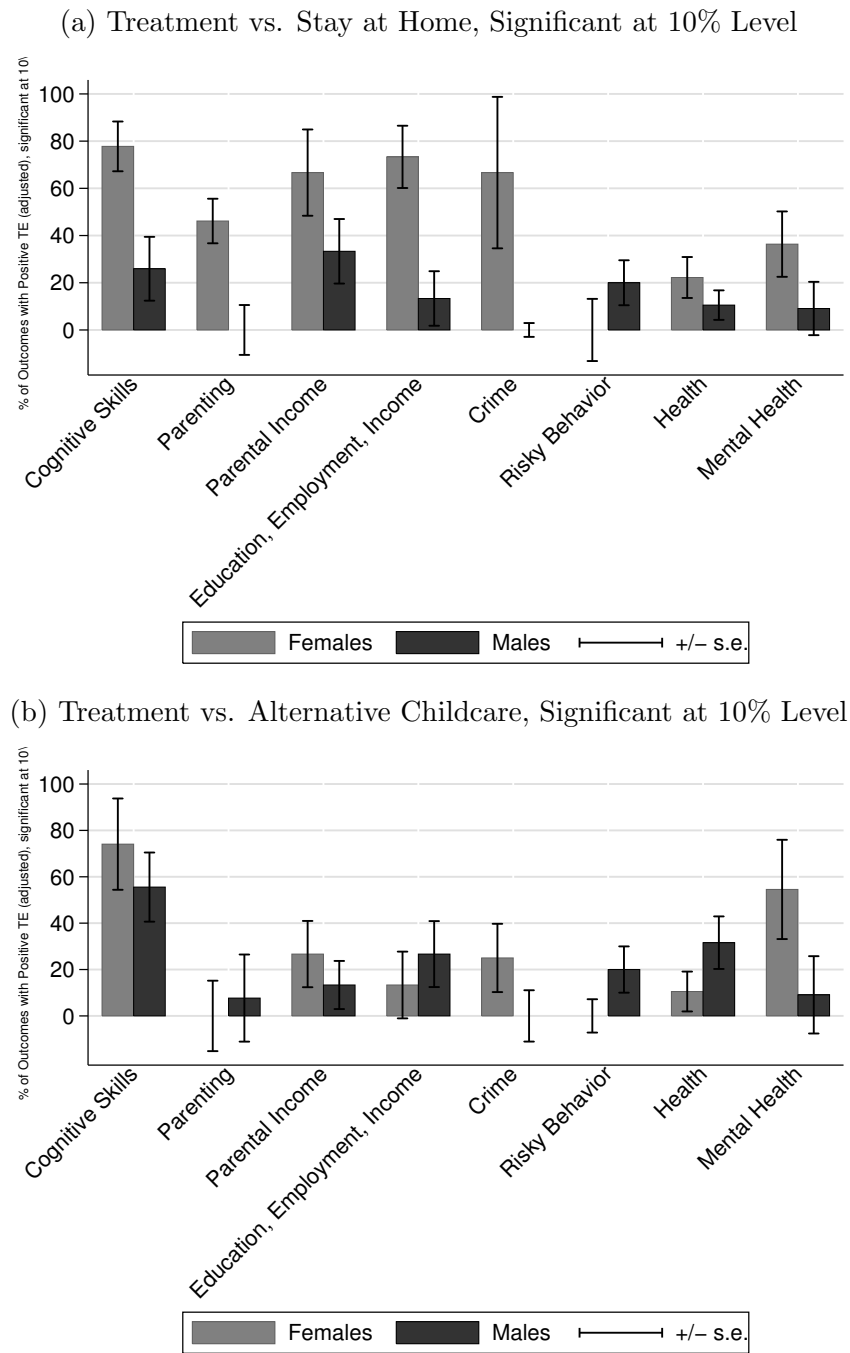 (a) Treatment vs. Stay at Home, Significant at 10% Level
% of Outcomes with Positive TE (adjusted), significant at 10\
100
80
60
40
20
0
Cognitive Skills
Parenting
Parental Income
Education, Employment, Income
Crime
Risky Behavior
Health
Mental Health
Females Males +/− s.e.
(b) Treatment vs. Alternative Childcare, Significant at 10% Level
% of Outcomes with Positive TE (adjusted), significant at 10\
100
80
60
40
20
0
Cognitive Skills
Parenting
Parental Income
Education, Employment, Income
Crime
Risky Behavior
Health
Mental Health
Females Males +/− s.e.